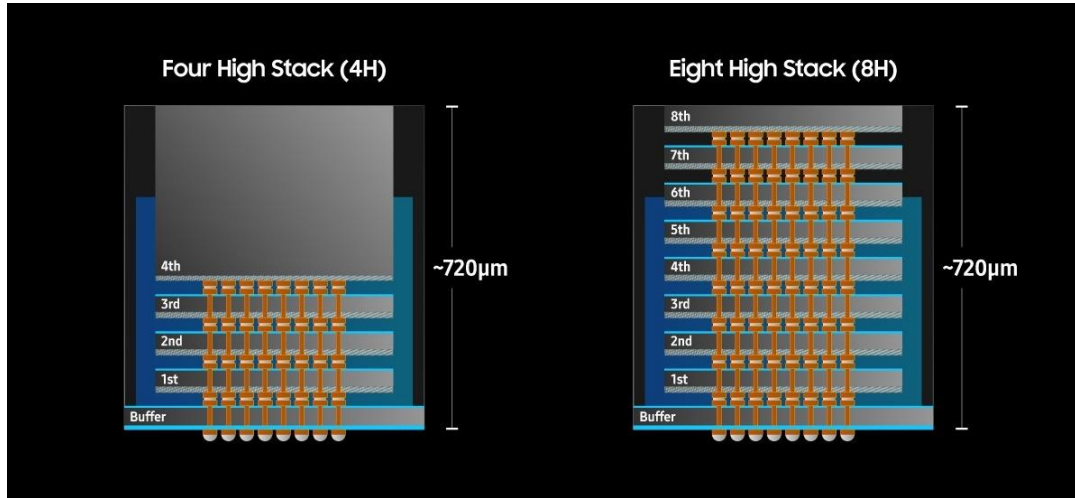 Four High Stack (4H)
4th
3rd
2nd
1st
Buffer
~720μm
Eight High Stack (8H)
8th
7th
6th
5th
4th
3rd
2nd
1st
Buffer
~720μm